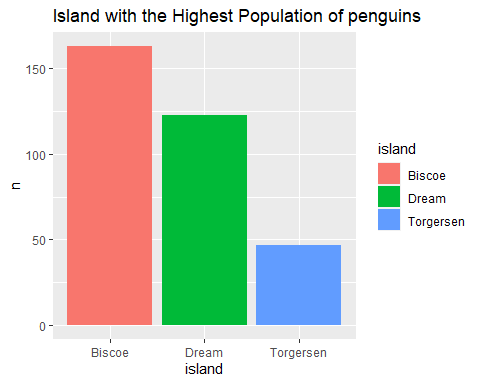 Island with the Highest Population of penguins
n
150
100
50
0
Biscoe Dream Torgersen
island
island
Biscoe
Dream
Torgersen